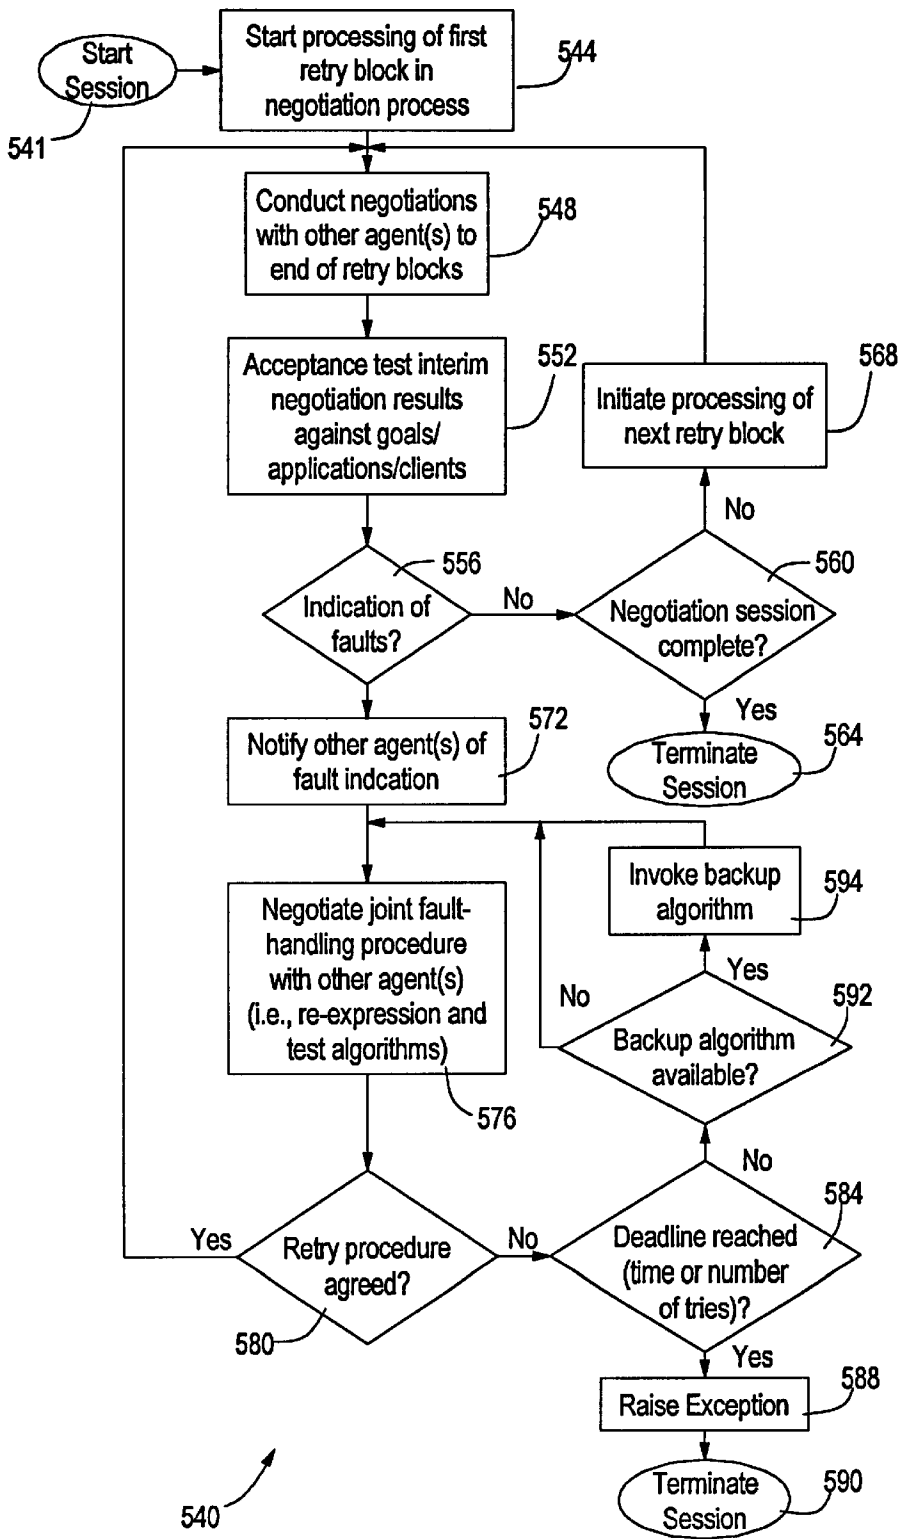 Start
Session
541
Start processing of first
retry block in
negotiation process
544
Conduct negotiations
with other agent(s) to
end of retry blocks
548
Acceptance test interim
negotiation results
against goals/
applications/clients
552
Initiate processing of
next retry block
568
No
Indication of
faults?
556
No
Negotiation session
complete?
560
Yes
Notify other agent(s) of
fault indcation
572
Terminate
Session
564
Invoke backup
algorithm
594
Negotiate joint fault-
handling procedure
with other agent(s)
(i.e., re-expression and
test algorithms)
576
Yes
No
Backup algorithm
available?
592
No
Yes
Retry procedure
agreed?
580
No
Deadline reached
(time or number
of tries)?
584
Yes
Raise Exception
588
Terminate
Session
590
540